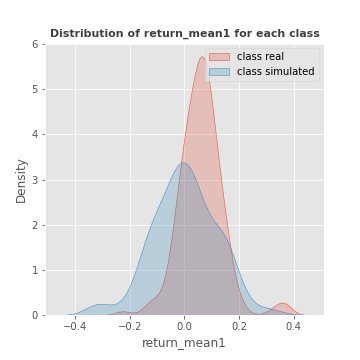 Distribution of return_mean1 for each class
class real
class simulated
Density
6
5
4
3
2
1
0
−0.4
−0.2
0.0
0.2
0.4
return_mean1